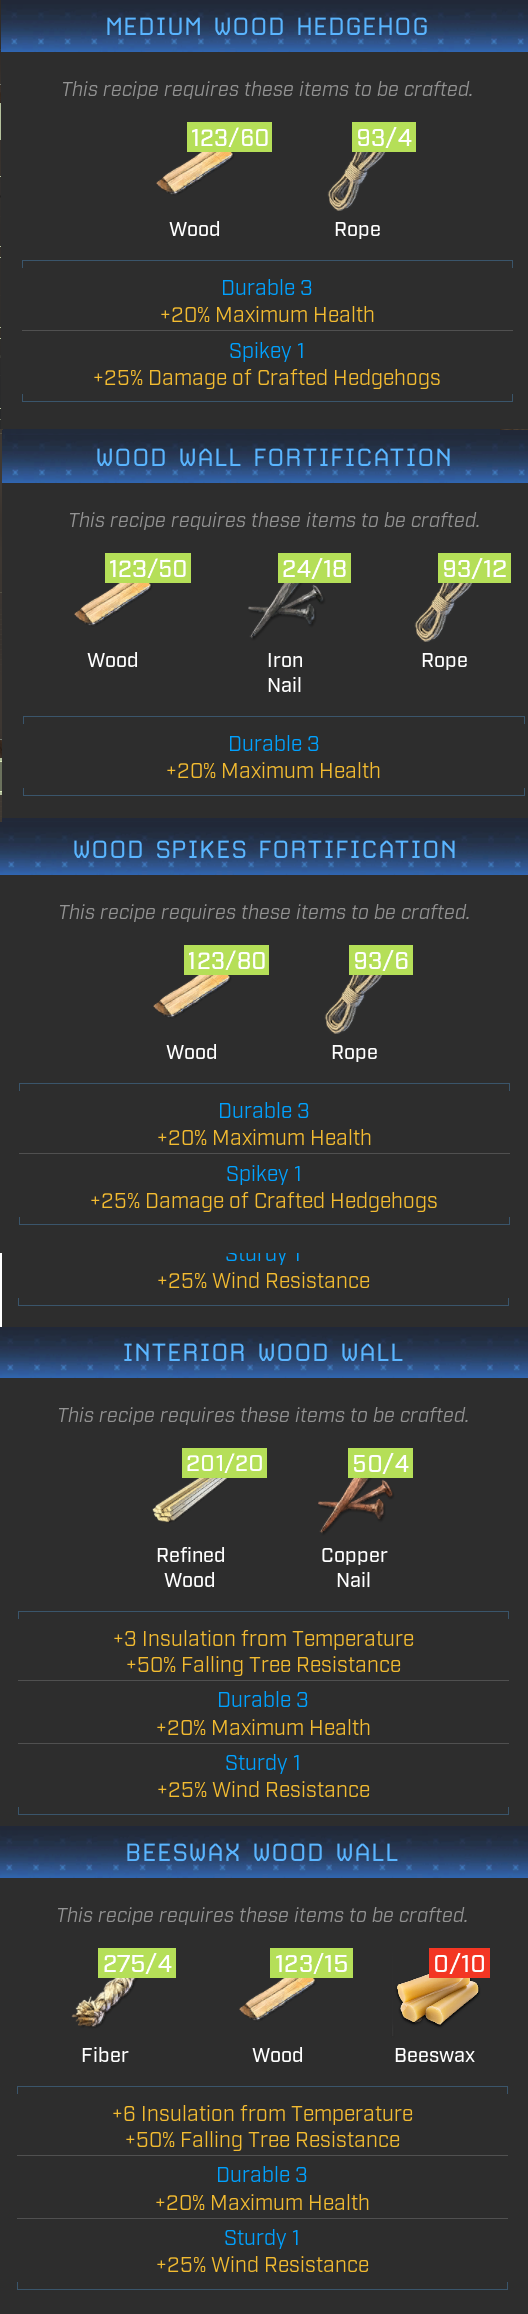 MEDIUM WOOD HEDGEHOG
This recipe requires these items to be crafted.
123/60 93/4
Wood Rope
Durable 3
+20% Maximum Health
Spikey 1
+25% Damage of Crafted Hedgehogs
WOOD WALL FORTIFICATION
This recipe requires these items to be crafted.
123/50 24/18 93/12
Wood Iron Rope
Nail
Durable 3
+20% Maximum Health
WOOD SPIKES FORTIFICATION
This recipe requires these items to be crafted.
123/80 93/6
Wood Rope
Durable 3
+20% Maximum Health
Spikey 1
+25% Damage of Crafted Hedgehogs
Sturdy 1
+25% Wind Resistance
INTERIOR WOOD WALL
This recipe requires these items to be crafted.
201/20 50/4
Refined Copper
Wood Nail
+3 Insulation from Temperature
+50% Falling Tree Resistance
Durable 3
+20% Maximum Health
Sturdy 1
+25% Wind Resistance
BEESWAX WOOD WALL
This recipe requires these items to be crafted.
275/4 123/15 0/10
Fiber Wood Beeswax
+6 Insulation from Temperature
+50% Falling Tree Resistance
Durable 3
+20% Maximum Health
Sturdy 1
+25% Wind Resistance